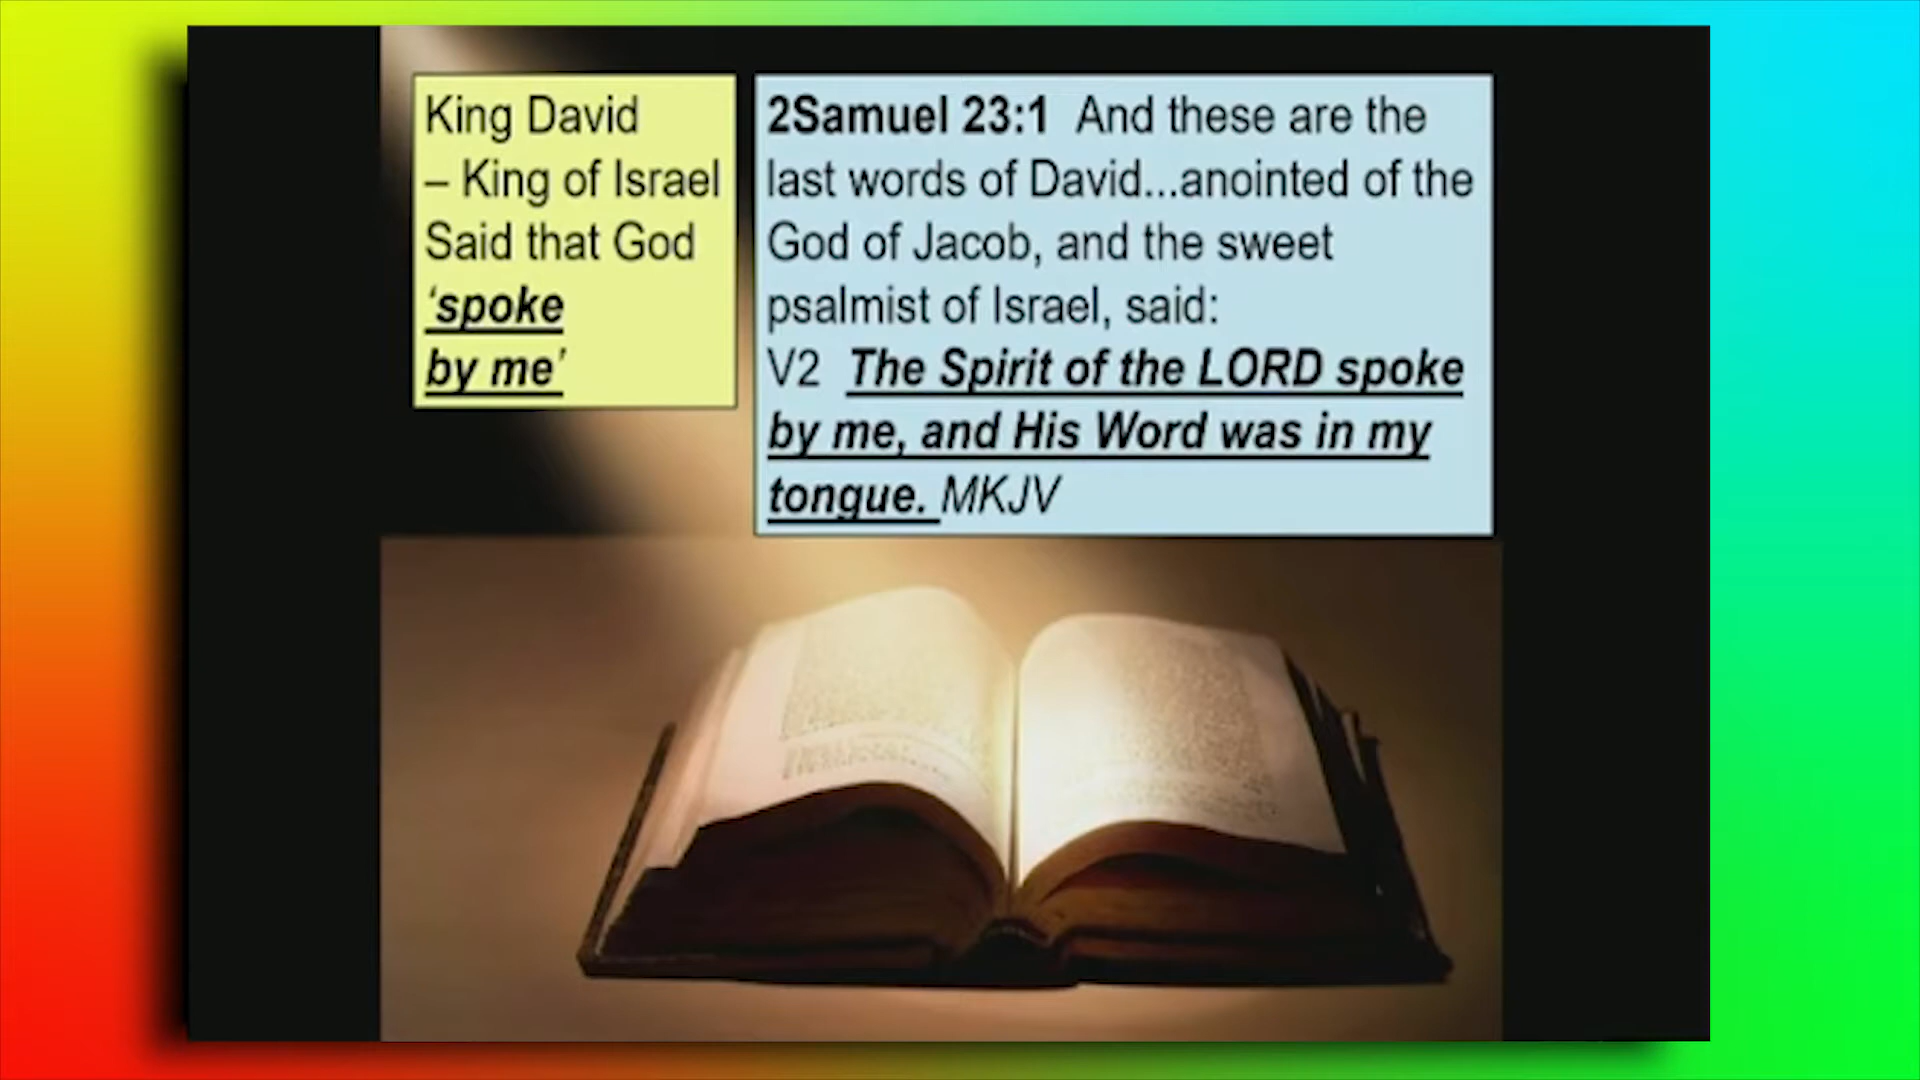 King David
– King of Israel
Said that God
‘spoke
by me’
2Samuel 23:1 And these are the
last words of David...anointed of the
God of Jacob, and the sweet
psalmist of Israel, said:
V2 The Spirit of the LORD spoke
by me, and His Word was in my
tongue. MKJV